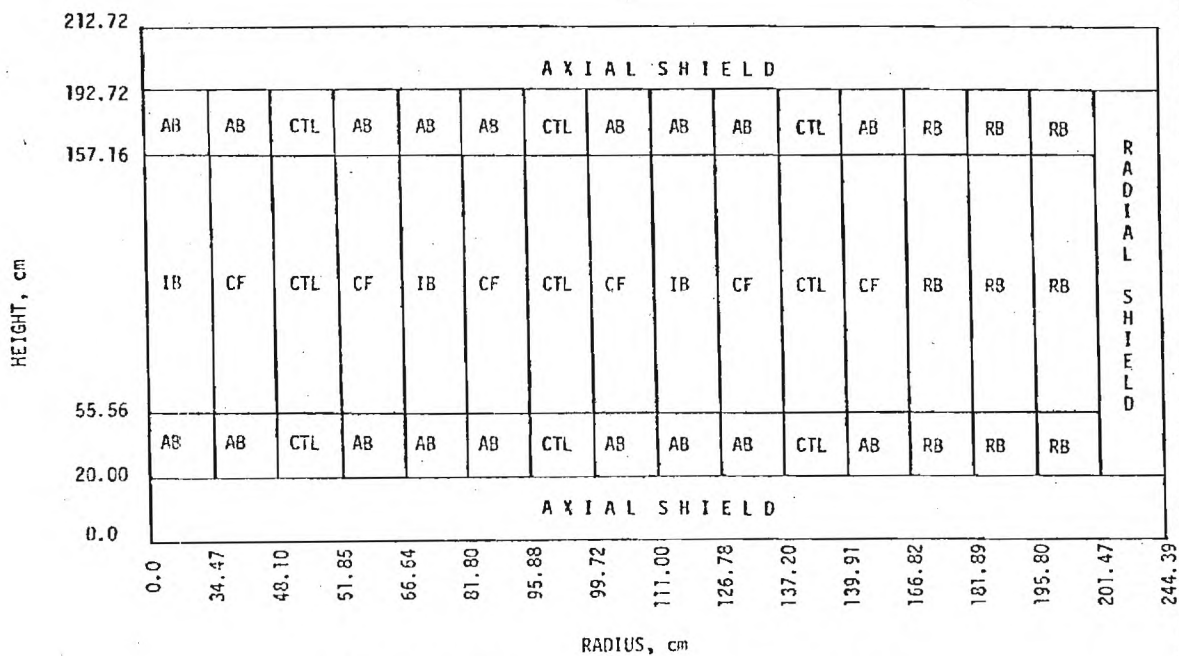 212.72
AXIAL SHIELD
192.72
AB AB CTL AB AB AB CTL AB AB AB CTL AB RB RB RB
157.16
RADIAL SHIELD
HEIGHT, cm
IB CF CTL CF IB CF CTL CF IB CF CTL CF RB RB RB
55.56
AB AB CTL AB AB AB CTL AB AB AB CTL AB RB RB RB
20.00
AXIAL SHIELD
0.0
0.0 34.47 48.10 51.85 66.64 81.80 95.88 99.72 111.00 126.78 137.20 139.91 166.82 181.89 195.80 201.47 244.39
RADIUS, cm